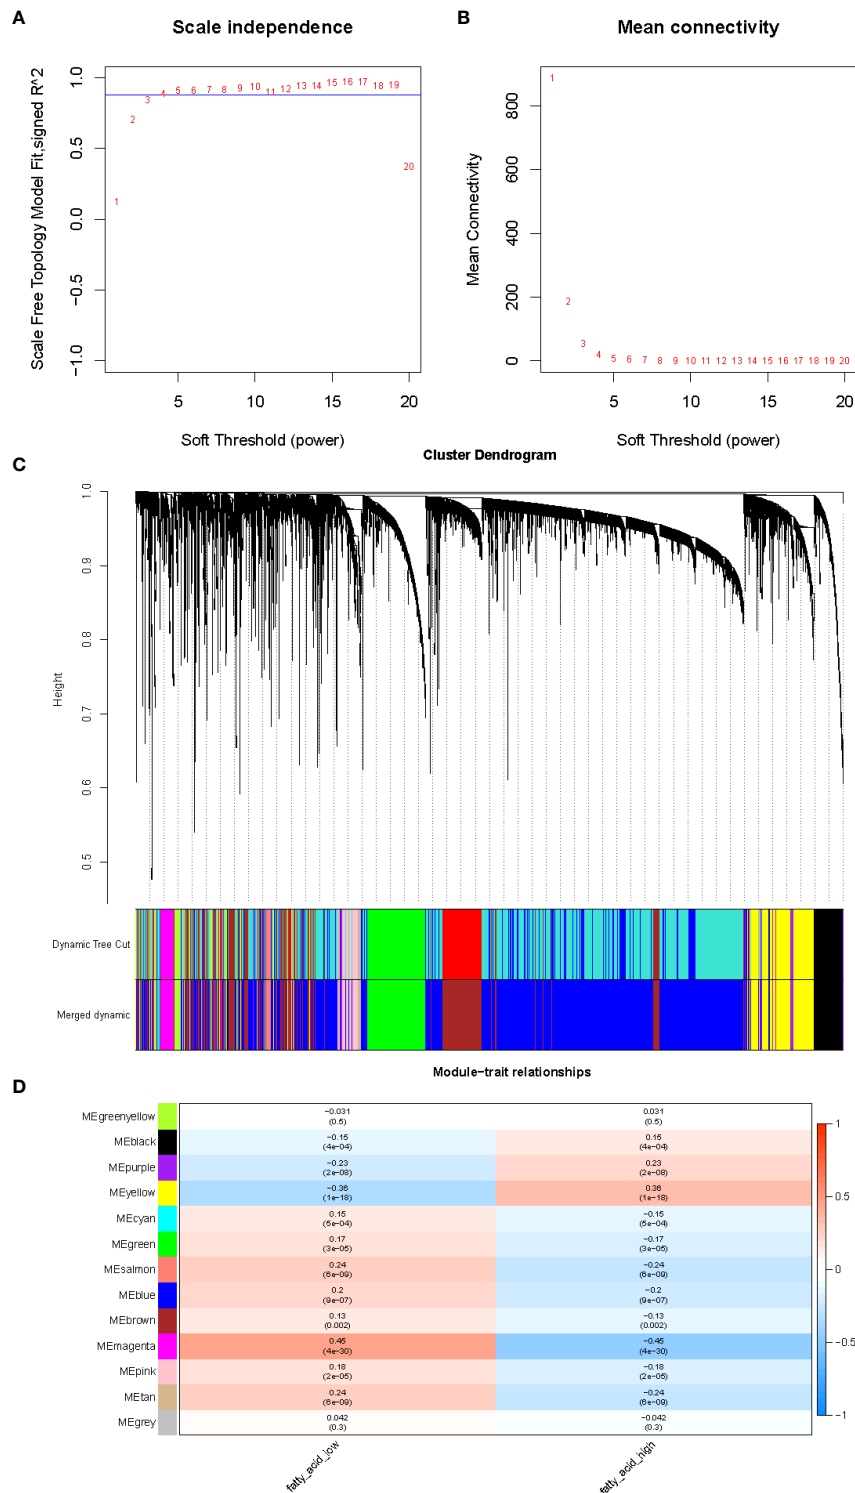 A
Scale independence
Scale Free Topology Model Fit,signed R^2
1.0
0.5
0.0
−0.5
−1.0
1 2 3 4 5 6 7 8 9 10 11 12 13 14 15 16 17 18 19 20
5 10 15 20
Soft Threshold (power)
B
Mean connectivity
Mean Connectivity
800
600
400
200
0
1 2 3 4 5 6 7 8 9 10 11 12 13 14 15 16 17 18 19 20
5 10 15 20
Soft Threshold (power)
C
Cluster Dendrogram
Height
1.0
0.9
0.8
0.7
0.6
0.5
Dynamic Tree Cut
Merged dynamic
D
Module−trait relationships
MEgreenyellow −0.031 0.031
(0.5) (0.5)
MEblack −0.15 0.15
(4e−04) (4e−04)
MEpurple −0.23 0.23
(2e−08) (2e−08)
MEyellow −0.36 0.36
(1e−18) (1e−18)
MEcyan 0.15 −0.15
(5e−04) (5e−04)
MEgreen 0.17 −0.17
(3e−05) (3e−05)
MEsalmon 0.24 −0.24
(6e−09) (6e−09)
MEblue 0.2 −0.2
(9e−07) (9e−07)
MEbrown 0.13 −0.13
(0.002) (0.002)
MEmagenta 0.45 −0.45
(4e−30) (4e−30)
MEpink 0.18 −0.18
(2e−05) (2e−05)
MEtan 0.24 −0.24
(6e−09) (6e−09)
MEgrey 0.042 −0.042
(0.3) (0.3)
1
0.5
0
−0.5
−1
fatty_acid_low
fatty_acid_high